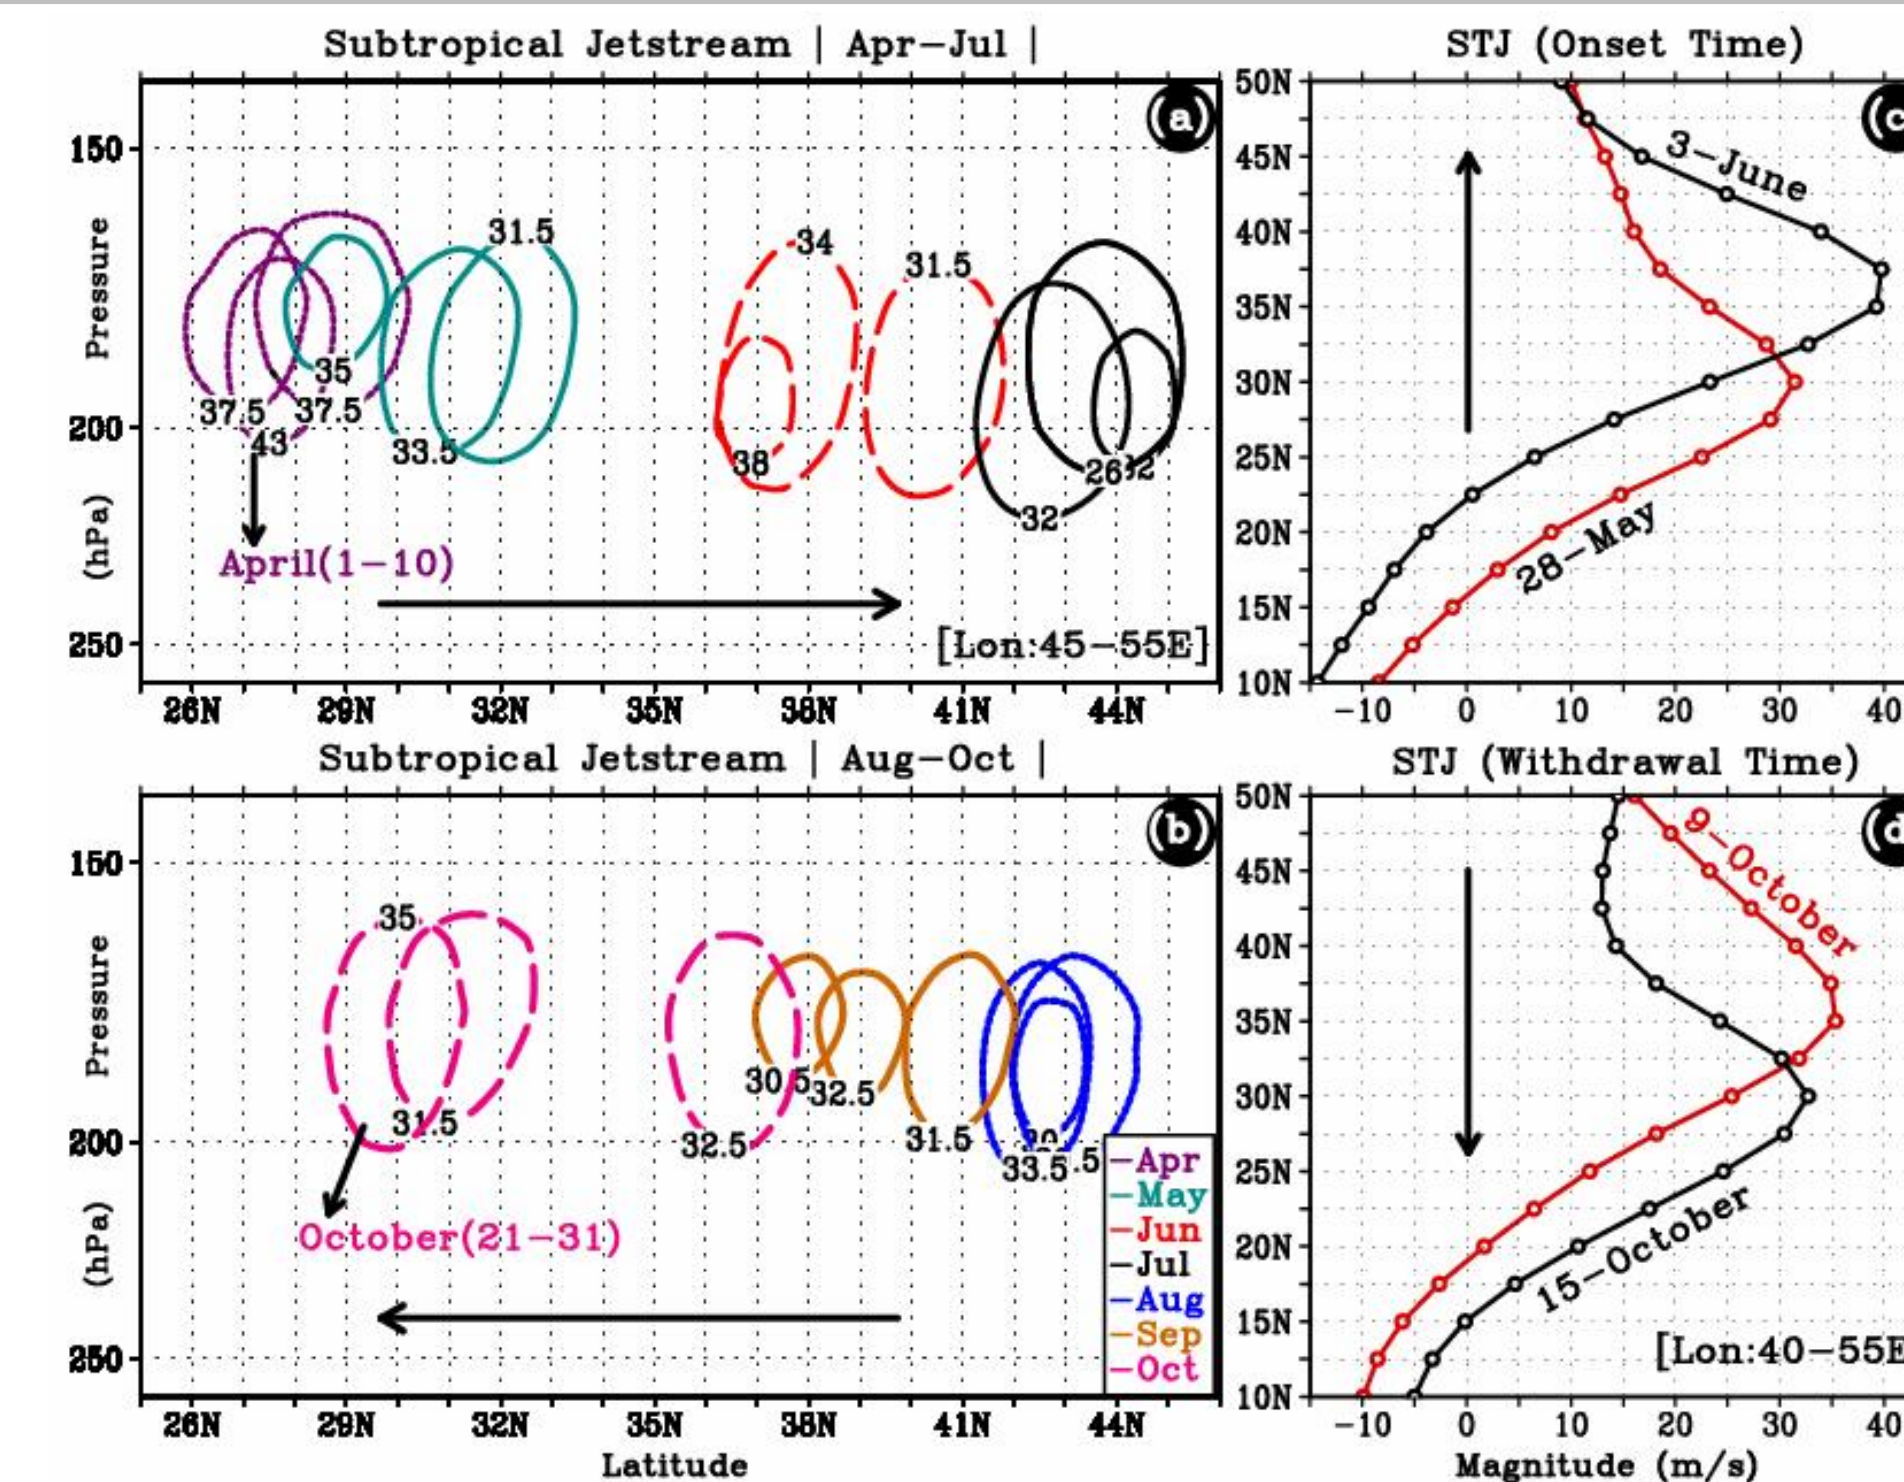 Subtropical Jetstream | Apr-Jul |
(a)
150
200
250
Pressure
(hPa)
31.5
34
31.5
35
37.5
37.5
43
33.5
38
26
32
April(1-10)
[Lon:45-55E]
26N 29N 32N 35N 38N 41N 44N
STJ (Onset Time)
(c
50N
45N
40N
35N
30N
25N
20N
15N
10N
3-June
28-May
-10 0 10 20 30 40
Subtropical Jetstream | Aug-Oct |
(b)
150
200
250
Pressure
(hPa)
35
31.5
30.5
32.5
32.5
31.5
33.5
October(21-31)
-Apr
-May
-Jun
-Jul
-Aug
-Sep
-Oct
26N 29N 32N 35N 38N 41N 44N
Latitude
STJ (Withdrawal Time)
(d
50N
45N
40N
35N
30N
25N
20N
15N
10N
9-October
15-October
[Lon:40-55E
-10 0 10 20 30 40
Magnitude (m/s)